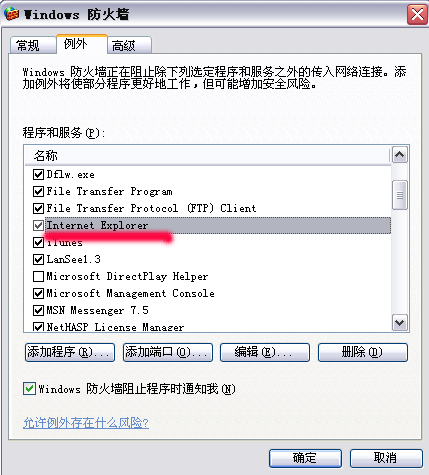 Windows 防火墙
常规
例外
高级
Windows 防火墙正在阻止除下列选定程序和服务之外的传入网络连接。添
加例外将使部分程序更好地工作,但可能增加安全风险。
程序和服务(P):
名称
Dflw.exe
File Transfer Program
File Transfer Protocol (FTP) Client
Internet Explorer
iTunes
LanSee1.3
Microsoft DirectPlay Helper
Microsoft Management Console
MSN Messenger 7.5
NetHASP License Manager
添加程序(R)...
添加端口(O)...
编辑(E)...
删除(D)
Windows 防火墙阻止程序时通知我(N)
允许例外存在什么风险?
确定
取消